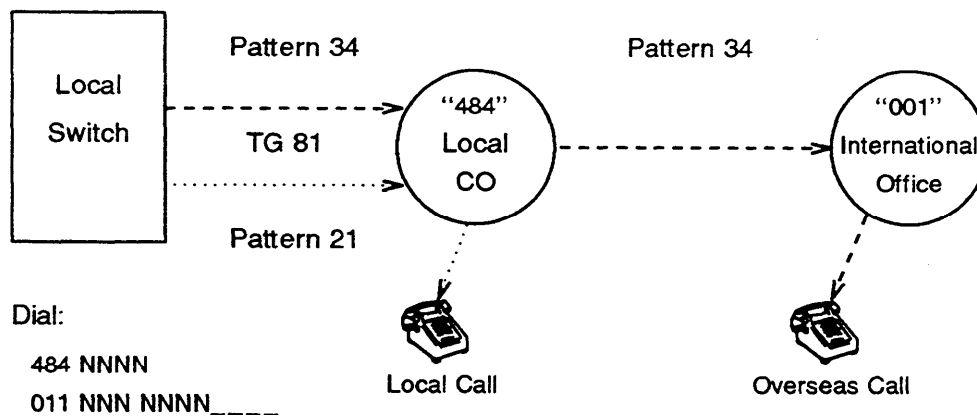 Pattern 34
Pattern 34
Local
Switch
TG 81
"484"
Local
CO
"001"
International
Office
Pattern 21
Dial:
484 NNNN
011 NNN NNNN____
Local Call
Overseas Call